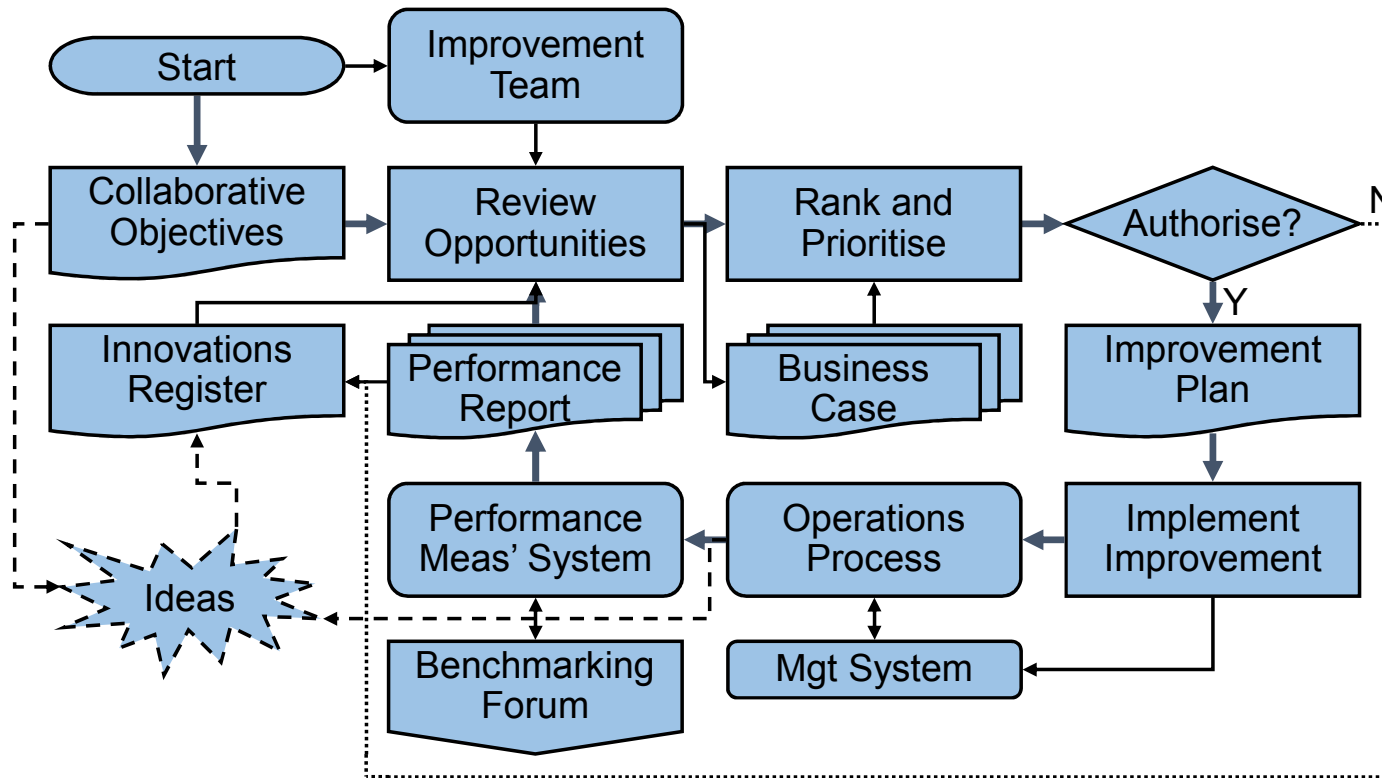 Start
Improvement
Team
Collaborative
Objectives
Review
Opportunities
Rank and
Prioritise
Authorise?
N
Y
Innovations
Register
Performance
Report
Business
Case
Improvement
Plan
Ideas
Performance
Meas’ System
Operations
Process
Implement
Improvement
Benchmarking
Forum
Mgt System